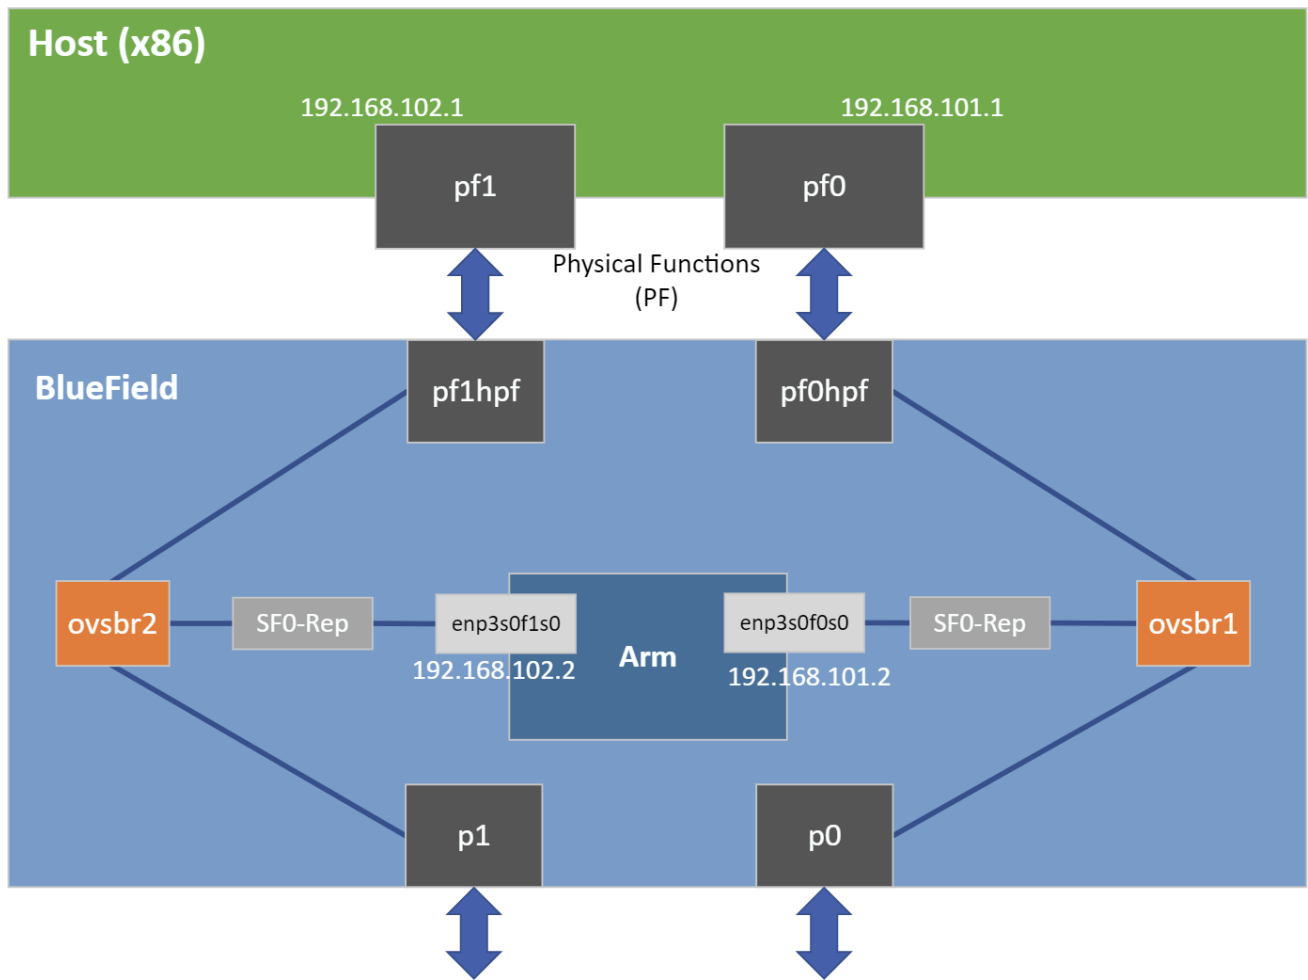 Host (x86)
192.168.102.1
192.168.101.1
pf1
pf0
Physical Functions
(PF)
BlueField
pf1hpf
pf0hpf
ovsbr2
SF0-Rep
enp3s0f1s0
enp3s0f0s0
SF0-Rep
ovsbr1
192.168.102.2
Arm
192.168.101.2
p1
p0